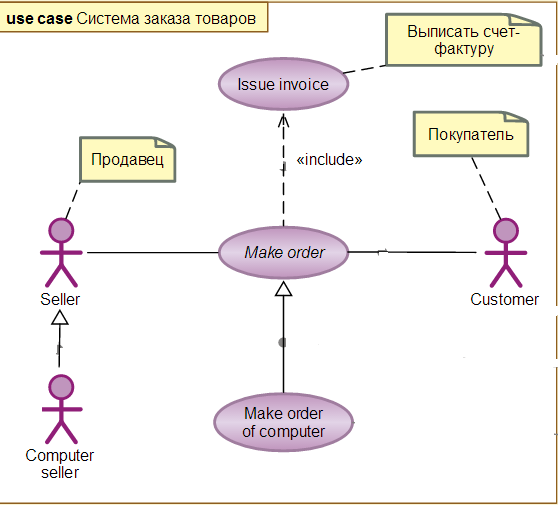 use case Система заказа товаров
Выписать счет-
фактуру
Issue invoice
Покупатель
«include»
Продавец
Make order
Seller
Customer
Make order
of computer
Computer
seller